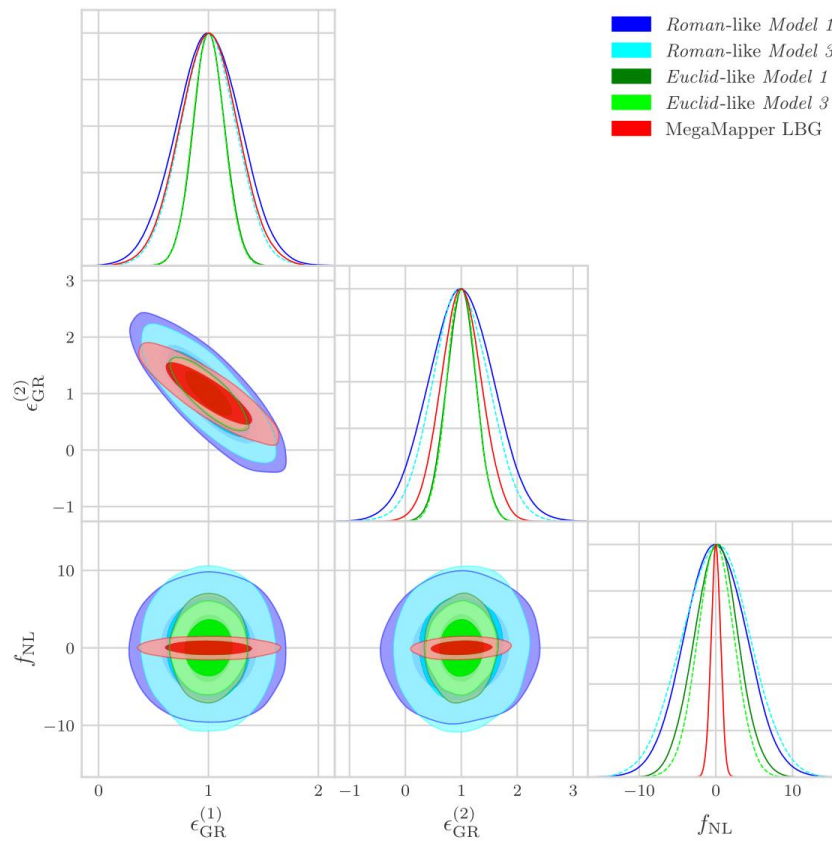 Roman-like Model 1
Roman-like Model 3
Euclid-like Model 1
Euclid-like Model 3
MegaMapper LBG
3
2
1
0
−1
ϵ_GR^(2)
10
0
−10
f_NL
0 1 2
−1 0 1 2 3
−10 0 10
ϵ_GR^(1)
ϵ_GR^(2)
f_NL